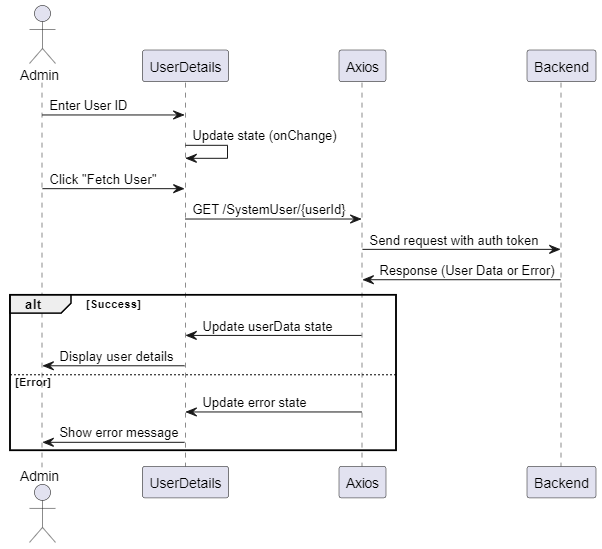 Admin
UserDetails
Axios
Backend
Enter User ID
Update state (onChange)
Click "Fetch User"
GET /SystemUser/{userId}
Send request with auth token
Response (User Data or Error)
alt
[Success]
Update userData state
Display user details
[Error]
Update error state
Show error message
Admin
UserDetails
Axios
Backend